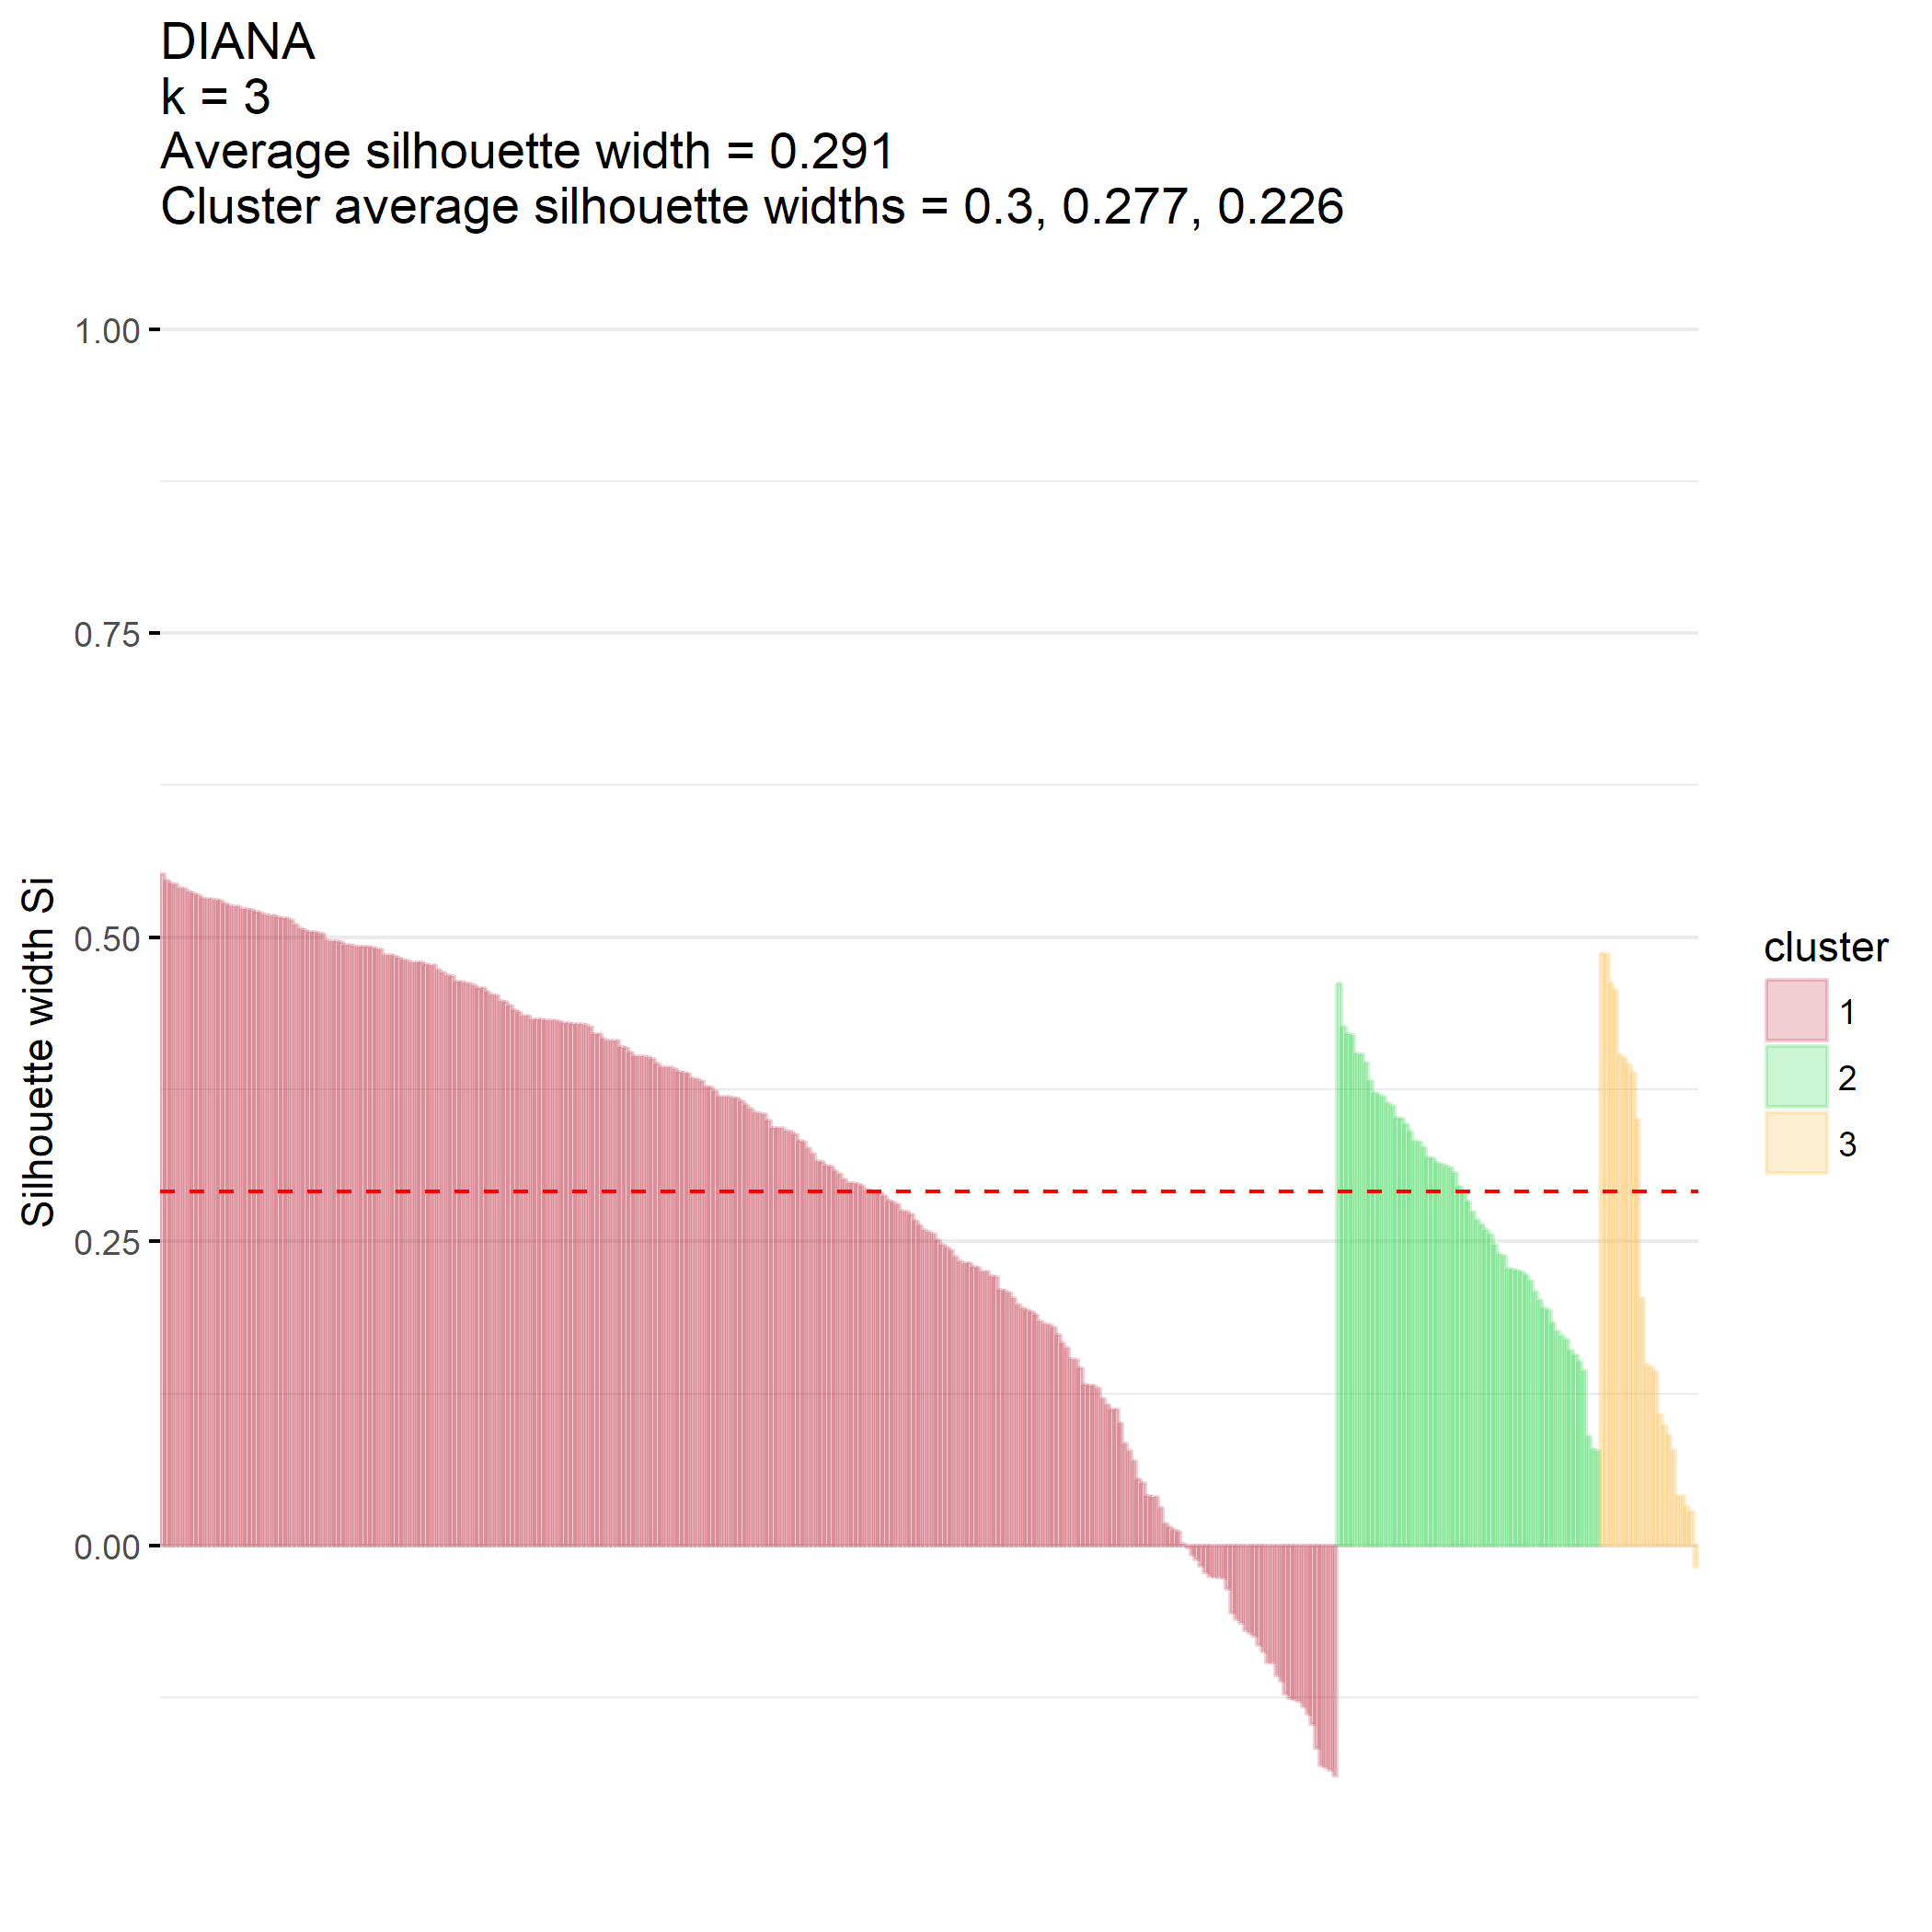 DIANA
k = 3
Average silhouette width = 0.291
Cluster average silhouette widths = 0.3, 0.277, 0.226
1.00
0.75
0.50
0.25
0.00
Silhouette width Si
cluster
1
2
3